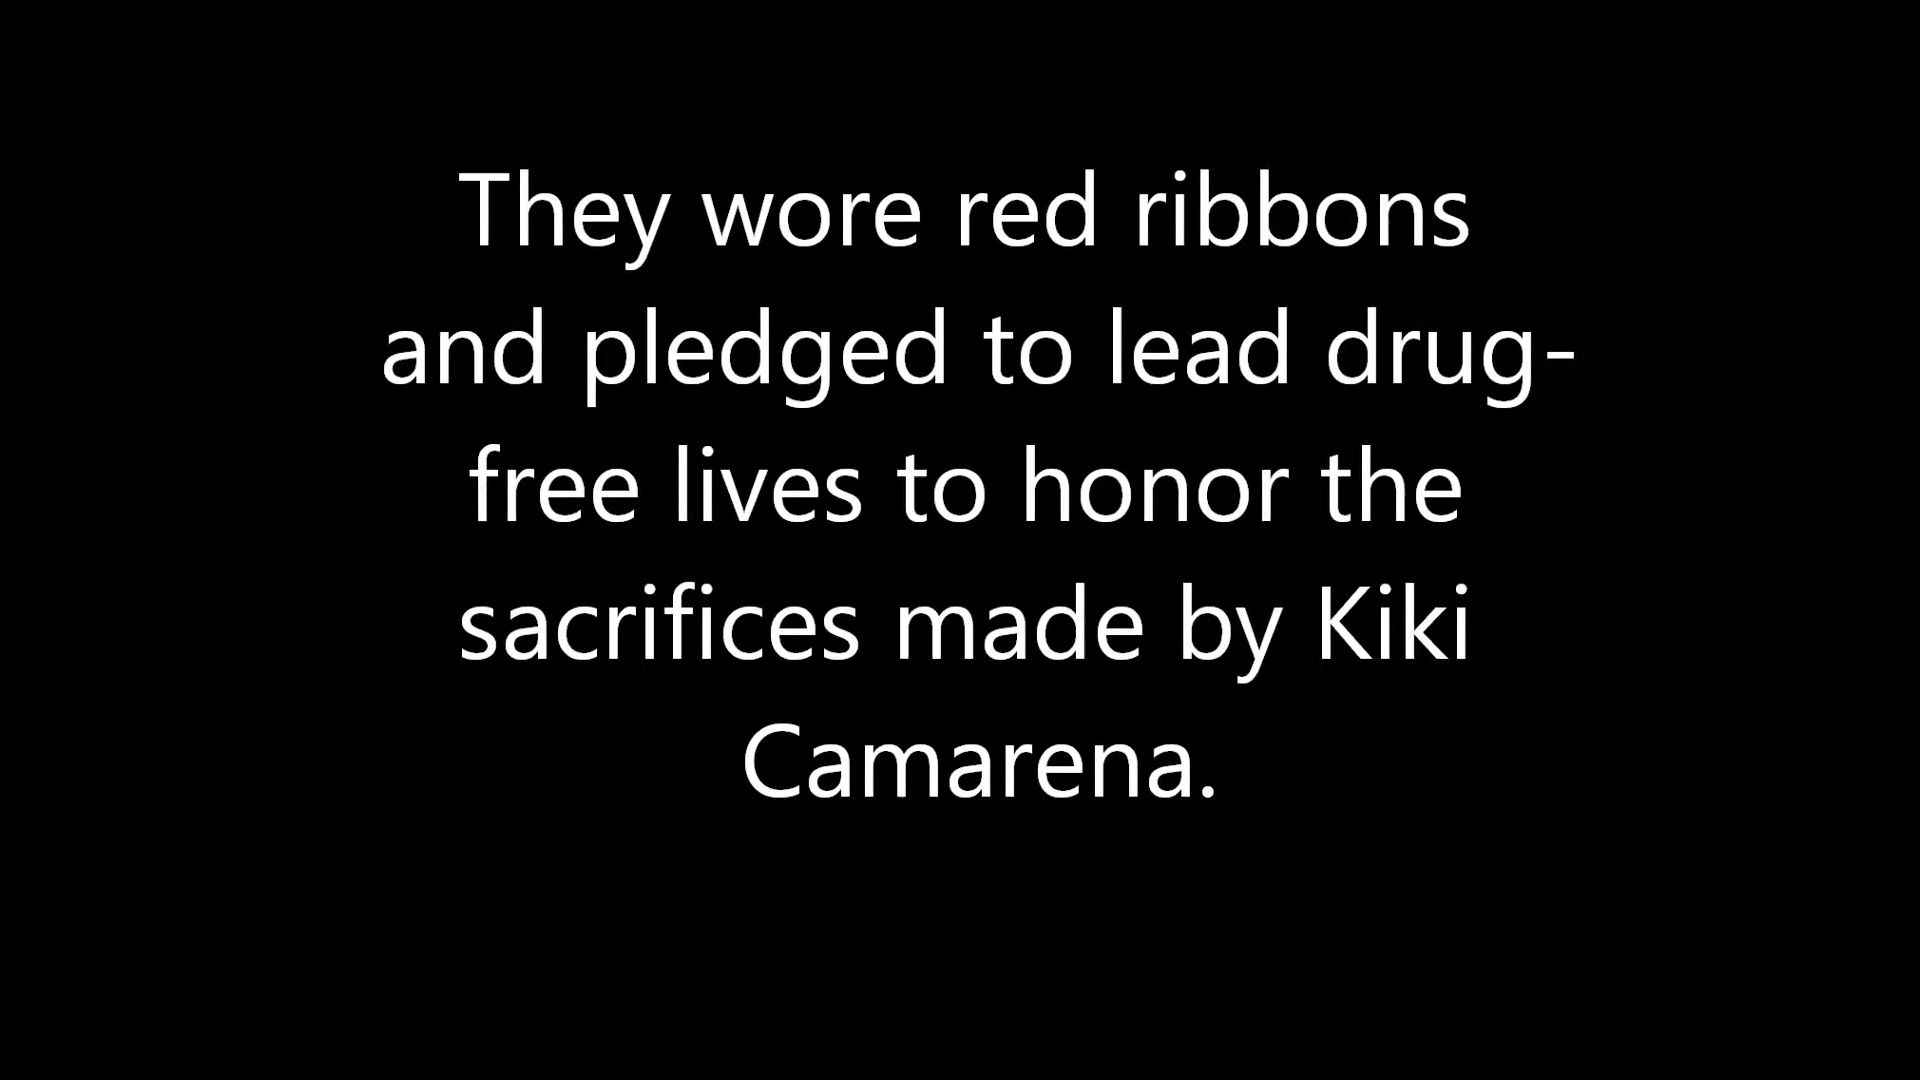 They wore red ribbons
and pledged to lead drug-
free lives to honor the
sacrifices made by Kiki
Camarena.